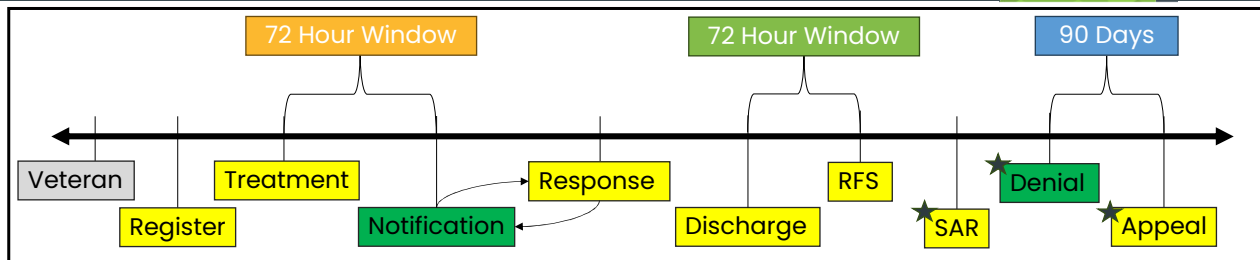 72 Hour Window
72 Hour Window
90 Days
Veteran
Register
Treatment
Notification
Response
Discharge
RFS
SAR
Denial
Appeal